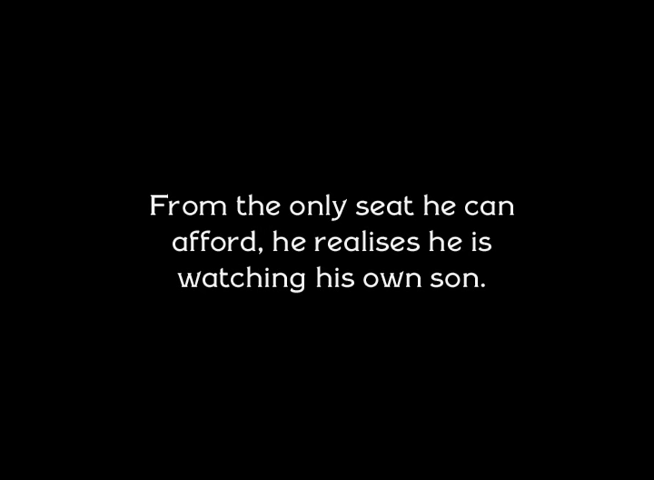 From the only seat he can
afford, he realises he is
watching his own son.